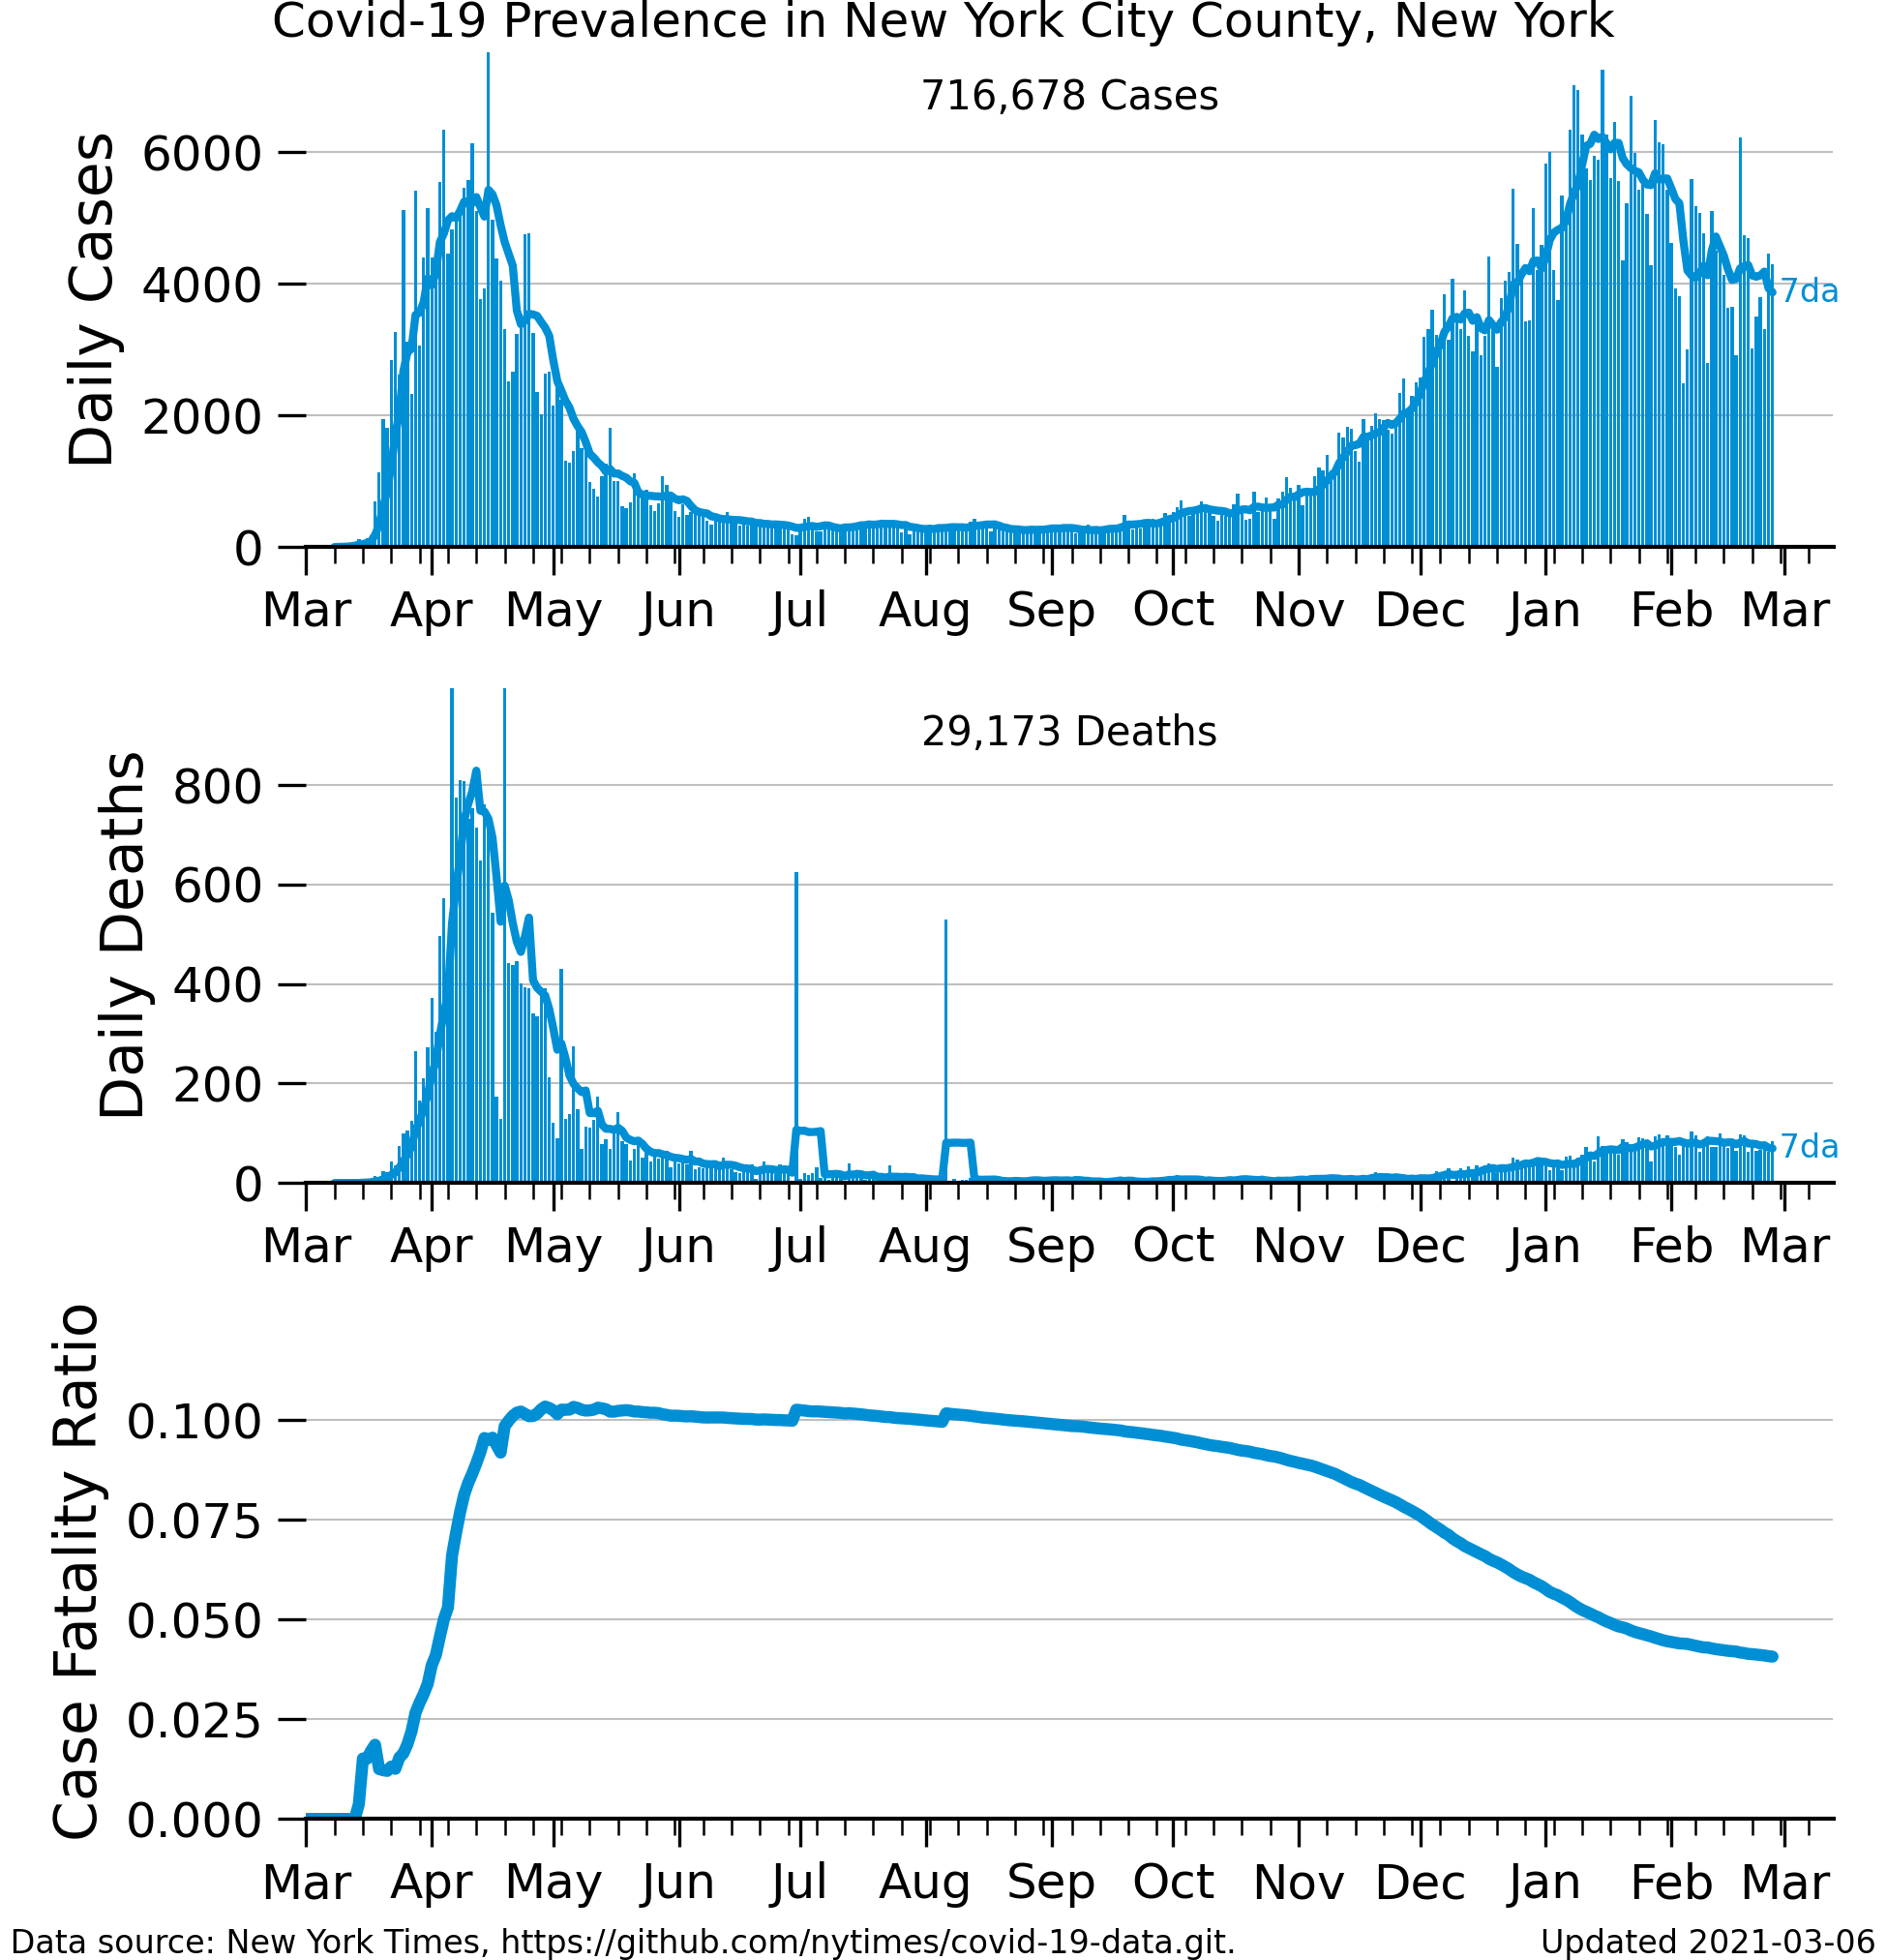 Covid-19 Prevalence in New York City County, New York
716,678 Cases
Daily Cases
6000
4000
2000
0
7da
Mar Apr May Jun Jul Aug Sep Oct Nov Dec Jan Feb Mar
29,173 Deaths
Daily Deaths
800
600
400
200
0
7da
Mar Apr May Jun Jul Aug Sep Oct Nov Dec Jan Feb Mar
Case Fatality Ratio
0.100
0.075
0.050
0.025
0.000
Mar Apr May Jun Jul Aug Sep Oct Nov Dec Jan Feb Mar
Data source: New York Times, https://github.com/nytimes/covid-19-data.git.
Updated 2021-03-06